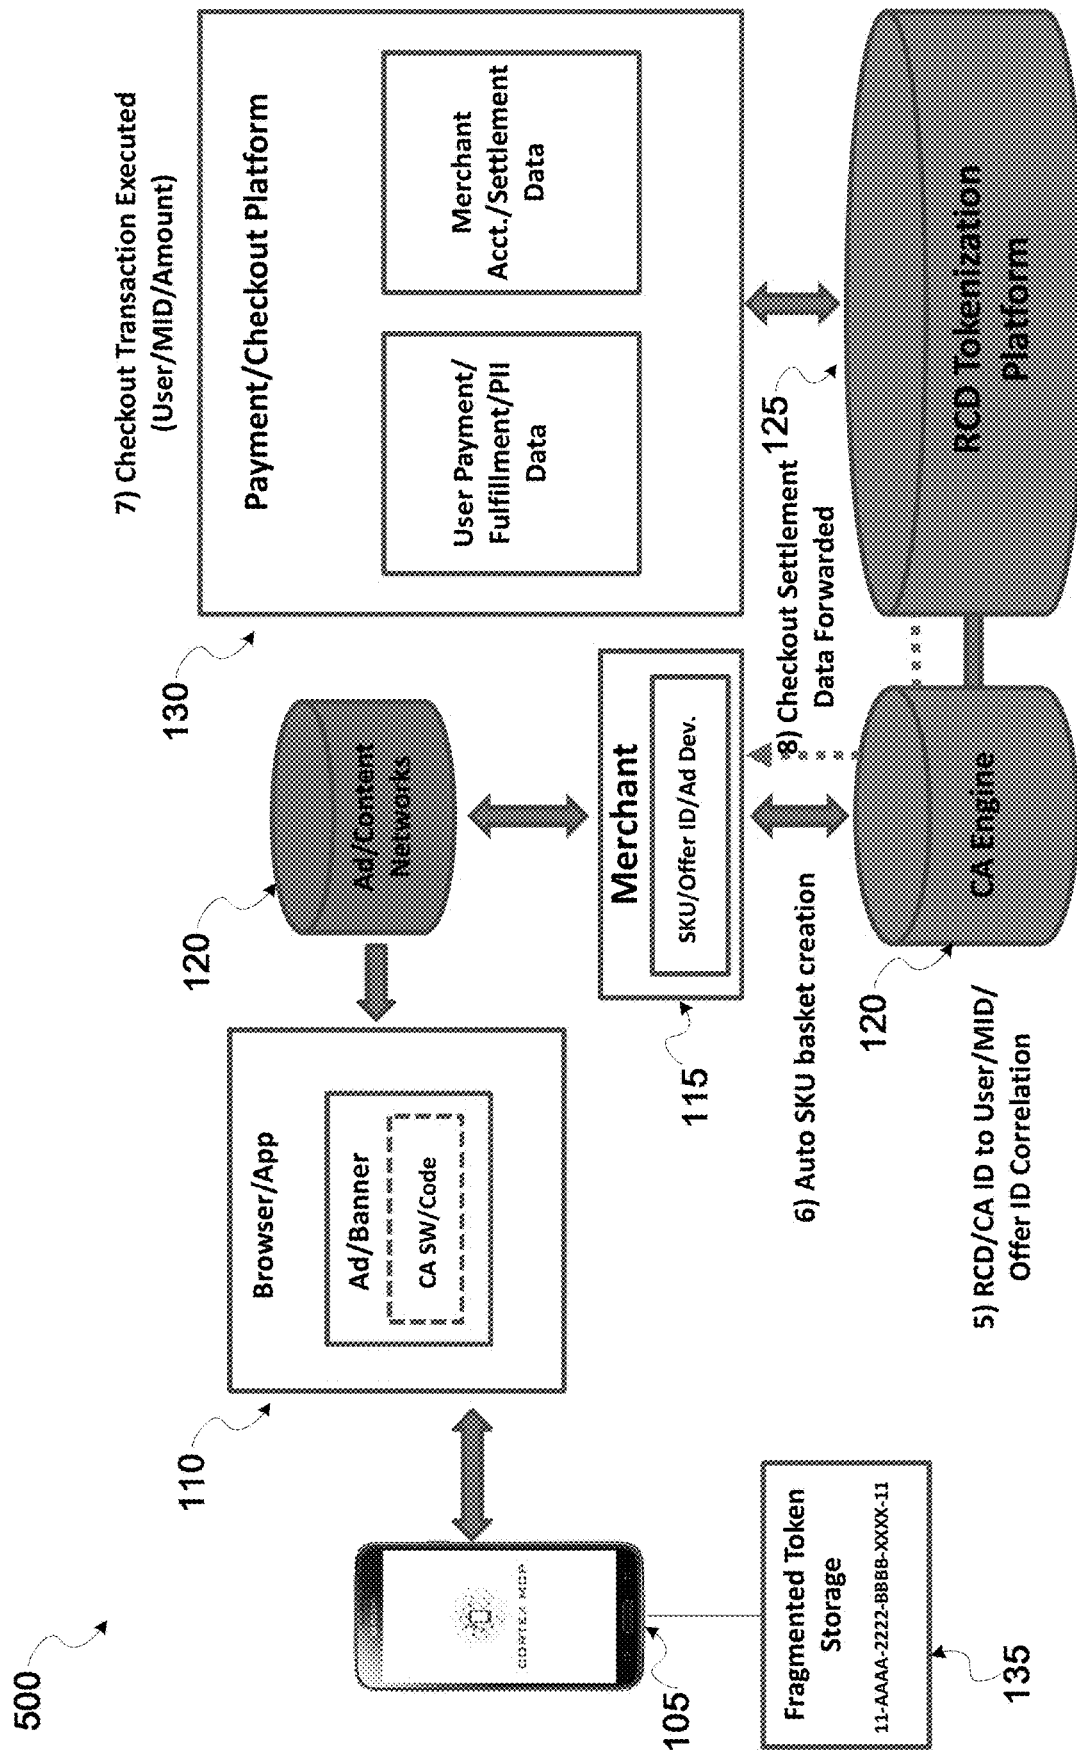 500
7) Checkout Transaction Executed
(User/MID/Amount)
110
Browser/App
Ad/Banner
CA SW/Code
120
Ad/Content
Networks
130
Payment/Checkout Platform
User Payment/
Fulfillment/PII
Data
Merchant
Acct./Settlement
Data
CORTEX MCP
105
Fragmented Token
Storage
11-AAAA-2222-BBBB-XXXX-11
135
115
Merchant
SKU/Offer ID/Ad Dev.
6) Auto SKU basket creation
8) Checkout Settlement
Data Forwarded
125
120
CA Engine
RCD Tokenization
Platform
5) RCD/CA ID to User/MID/
Offer ID Correlation